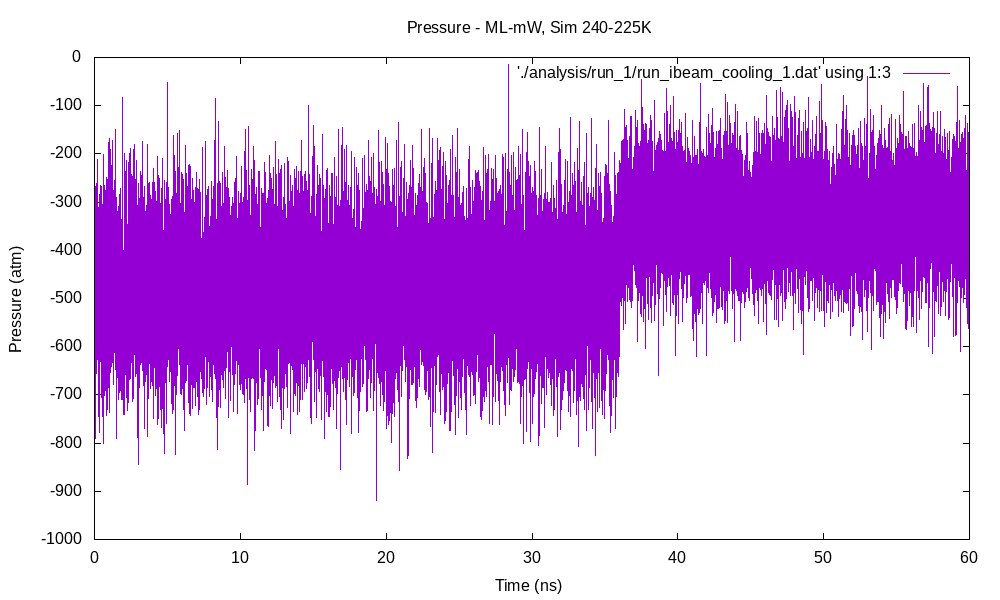 Pressure - ML-mW, Sim 240-225K
'./analysis/run_1/run_ibeam_cooling_1.dat' using 1:3
0
-100
-200
-300
-400
-500
-600
-700
-800
-900
-1000
Pressure (atm)
0 10 20 30 40 50 60
Time (ns)